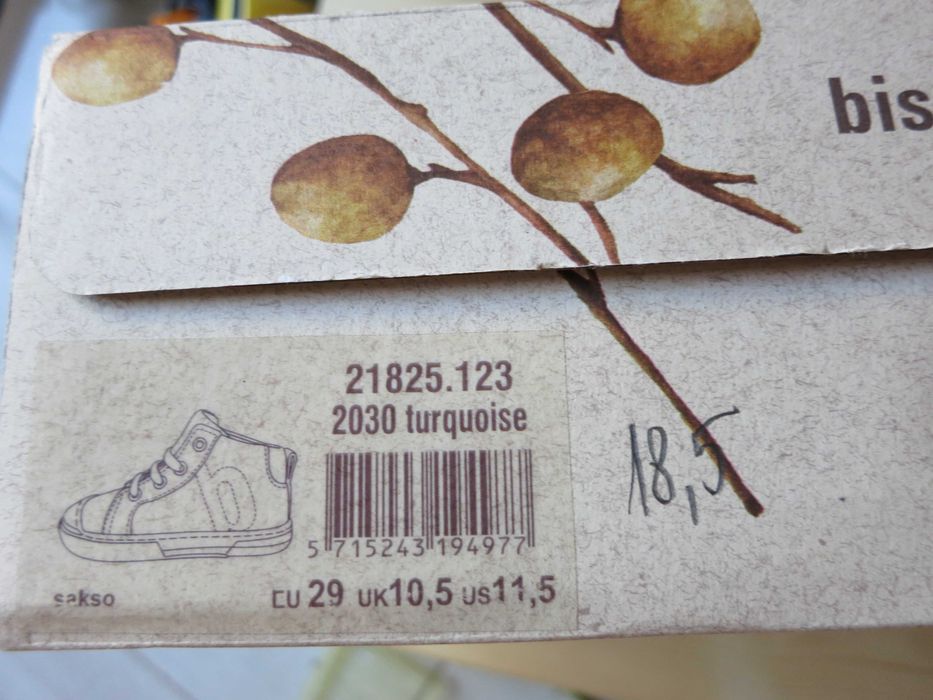 bis
21825.123
2030 turquoise
5 715243 194977
18,5
sakso
EU 29 UK10,5 US11,5